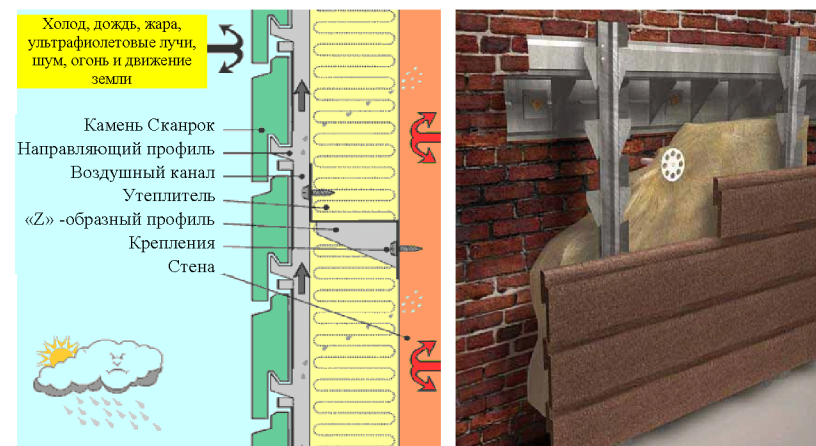 Холод, дождь, жара,
ультрафиолетовые лучи,
шум, огонь и движение
земли
Камень Сканрок
Направляющий профиль
Воздушный канал
Утеплитель
«Z» -образный профиль
Крепления
Стена